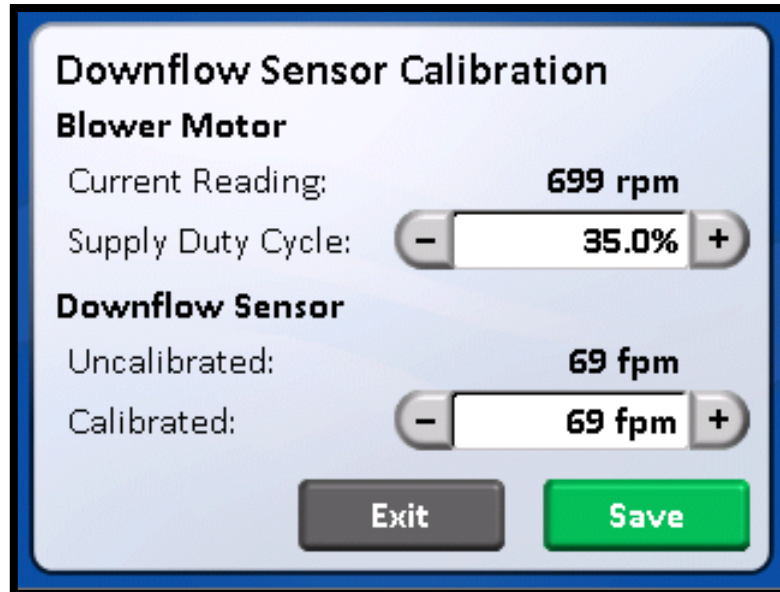 Downflow Sensor Calibration
Blower Motor
Current Reading: 699 rpm
Supply Duty Cycle: - 35.0% +
Downflow Sensor
Uncalibrated: 69 fpm
Calibrated: - 69 fpm +
Exit Save